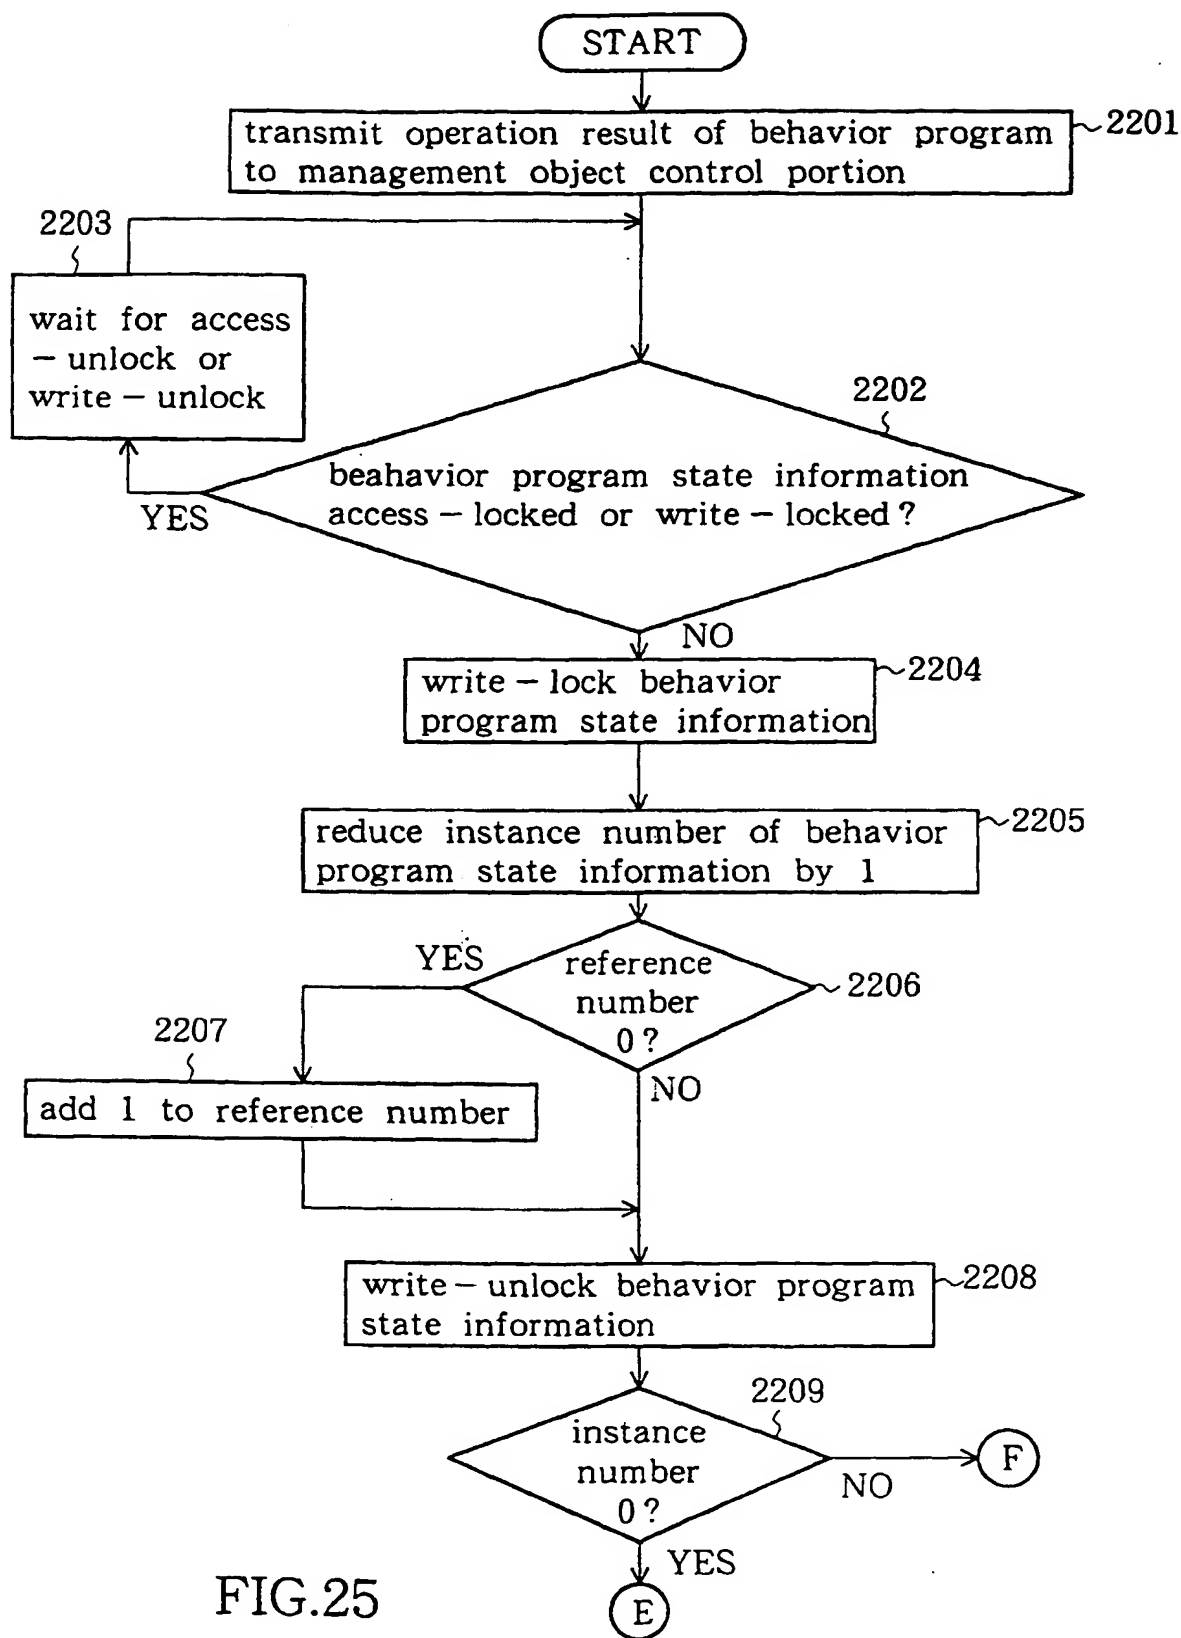 START
transmit operation result of behavior program
to management object control portion
2201
2203
wait for access
– unlock or
write – unlock
2202
beahavior program state information
access – locked or write – locked ?
YES
NO
write – lock behavior
program state information
2204
reduce instance number of behavior
program state information by 1
2205
YES
reference
number
0 ?
2206
2207
add 1 to reference number
NO
write – unlock behavior program
state information
2208
2209
instance
number
0 ?
NO
F
YES
E
FIG.25